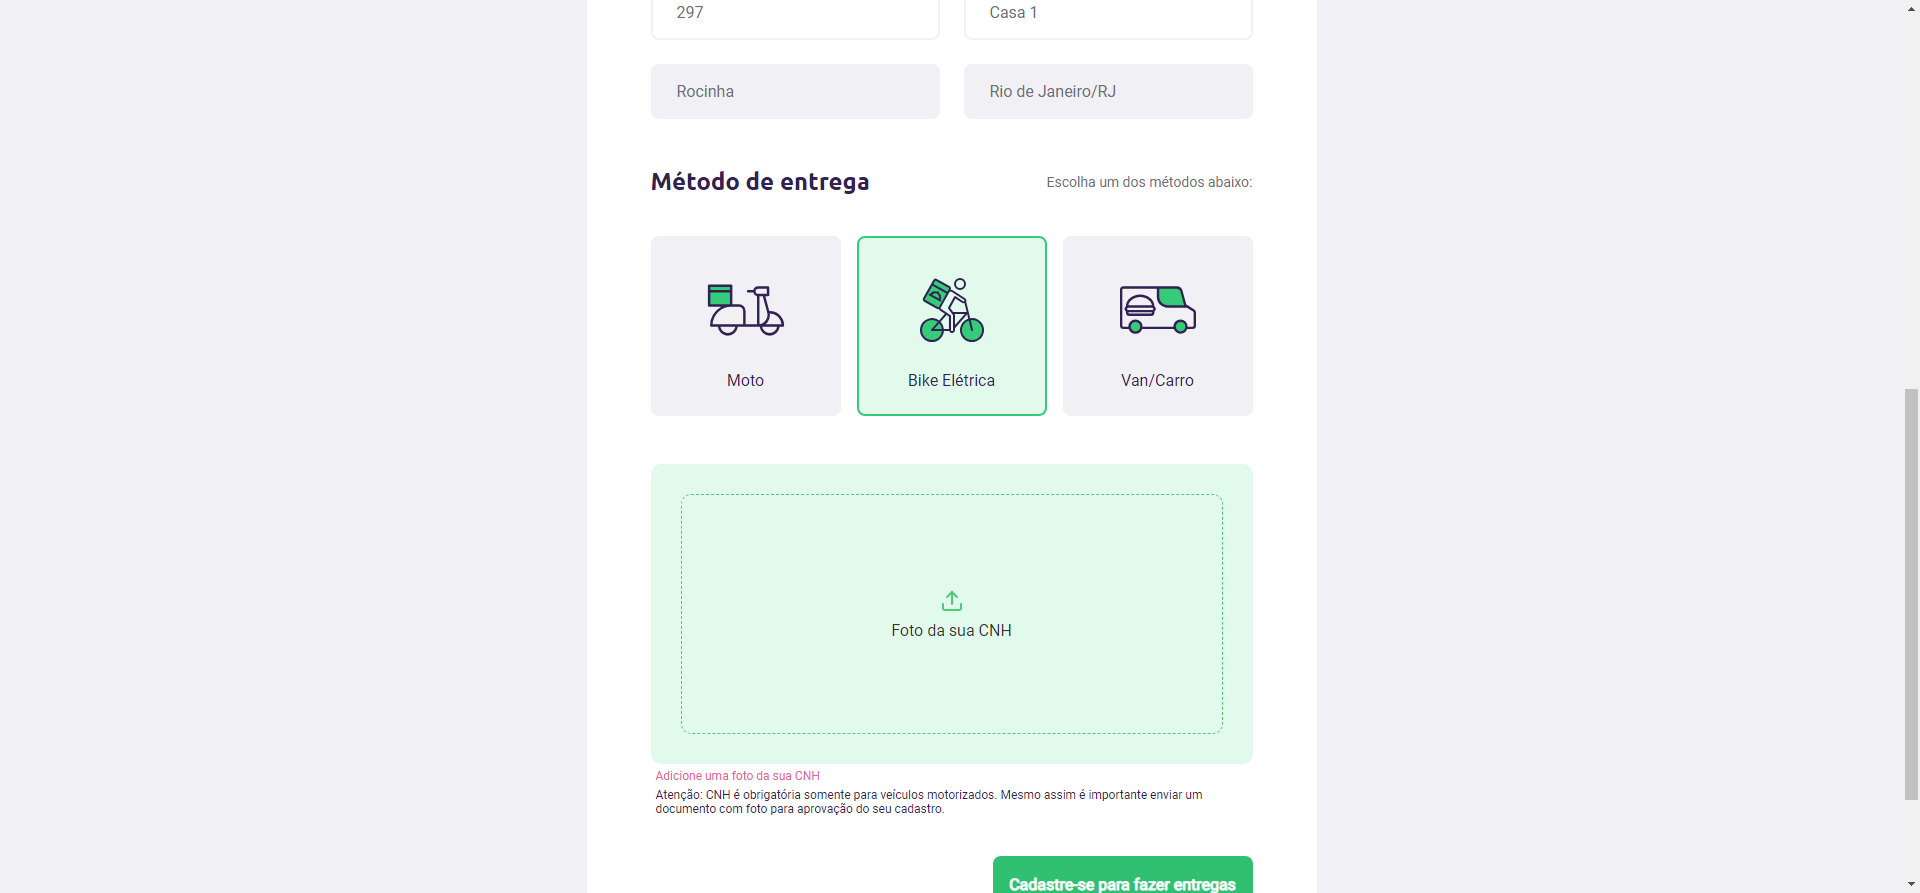 297
Casa 1
Rocinha
Rio de Janeiro/RJ
Método de entrega
Escolha um dos métodos abaixo:
Moto
Bike Elétrica
Van/Carro
Foto da sua CNH
Adicione uma foto da sua CNH
Atenção: CNH é obrigatória somente para veículos motorizados. Mesmo assim é importante enviar um
documento com foto para aprovação do seu cadastro.
Cadastre-se para fazer entregas